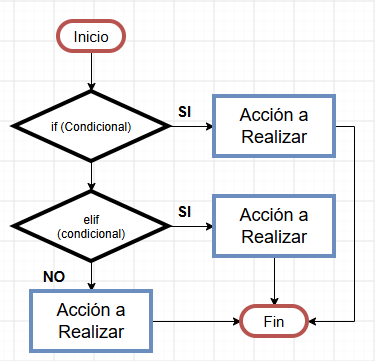 Inicio
if (Condicional)
SI
Acción a
Realizar
elif
(condicional)
SI
Acción a
Realizar
NO
Acción a
Realizar
Fin